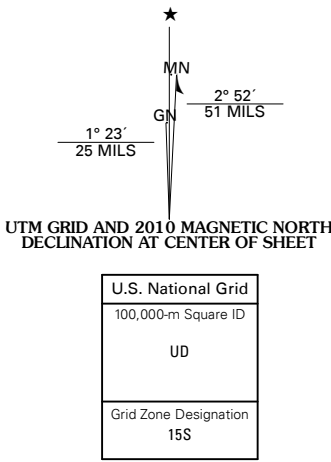 MN
GN
2° 52´
51 MILS
1° 23´
25 MILS
UTM GRID AND 2010 MAGNETIC NORTH
DECLINATION AT CENTER OF SHEET
U.S. National Grid
100,000-m Square ID
UD
Grid Zone Designation
15S